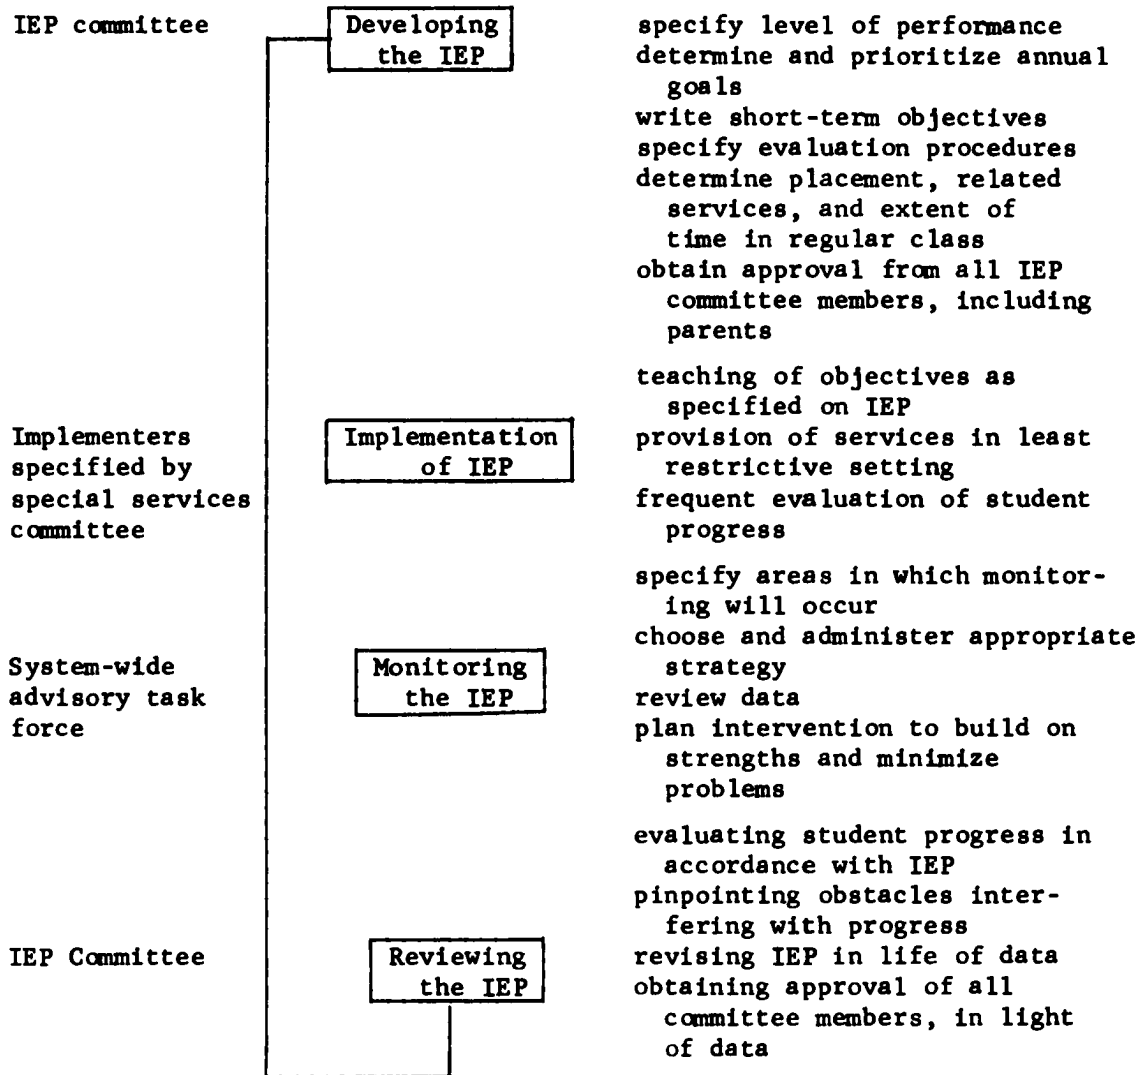 IEP committee
Developing
the IEP
specify level of performance
determine and prioritize annual
goals
write short-term objectives
specify evaluation procedures
determine placement, related
services, and extent of
time in regular class
obtain approval from all IEP
committee members, including
parents
Implementers
specified by
special services
committee
Implementation
of IEP
teaching of objectives as
specified on IEP
provision of services in least
restrictive setting
frequent evaluation of student
progress
System-wide
advisory task
force
Monitoring
the IEP
specify areas in which monitor-
ing will occur
choose and administer appropriate
strategy
review data
plan intervention to build on
strengths and minimize
problems
IEP Committee
Reviewing
the IEP
evaluating student progress in
accordance with IEP
pinpointing obstacles inter-
fering with progress
revising IEP in life of data
obtaining approval of all
committee members, in light
of data